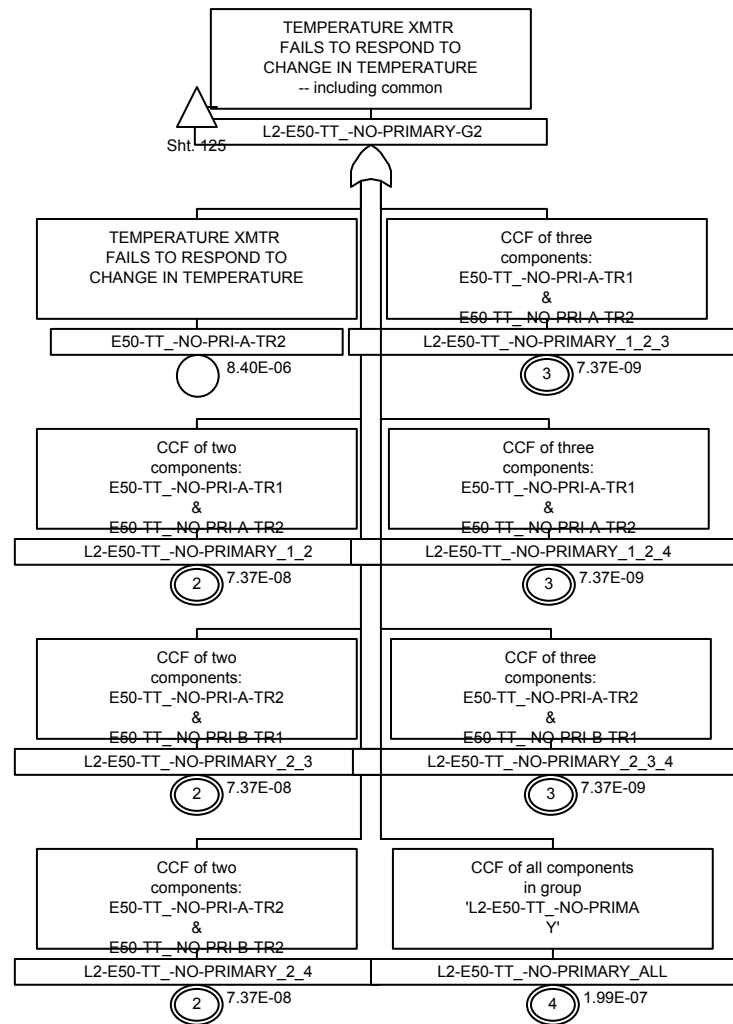 TEMPERATURE XMTR
FAILS TO RESPOND TO
CHANGE IN TEMPERATURE
-- including common
L2-E50-TT_-NO-PRIMARY-G2
Sht. 125
TEMPERATURE XMTR
FAILS TO RESPOND TO
CHANGE IN TEMPERATURE
E50-TT_-NO-PRI-A-TR2
8.40E-06
CCF of three
components:
E50-TT_-NO-PRI-A-TR1
&
E50-TT_-NO-PRI-A-TR2
L2-E50-TT_-NO-PRIMARY_1_2_3
3
7.37E-09
CCF of two
components:
E50-TT_-NO-PRI-A-TR1
&
E50-TT_-NO-PRI-A-TR2
L2-E50-TT_-NO-PRIMARY_1_2
2
7.37E-08
CCF of three
components:
E50-TT_-NO-PRI-A-TR1
&
E50-TT_-NO-PRI-A-TR2
L2-E50-TT_-NO-PRIMARY_1_2_4
3
7.37E-09
CCF of two
components:
E50-TT_-NO-PRI-A-TR2
&
E50-TT_-NO-PRI-B-TR1
L2-E50-TT_-NO-PRIMARY_2_3
2
7.37E-08
CCF of three
components:
E50-TT_-NO-PRI-A-TR2
&
E50-TT_-NO-PRI-B-TR1
L2-E50-TT_-NO-PRIMARY_2_3_4
3
7.37E-09
CCF of two
components:
E50-TT_-NO-PRI-A-TR2
&
E50-TT_-NO-PRI-B-TR2
L2-E50-TT_-NO-PRIMARY_2_4
2
7.37E-08
CCF of all components
in group
'L2-E50-TT_-NO-PRIMA
Y'
L2-E50-TT_-NO-PRIMARY_ALL
4
1.99E-07